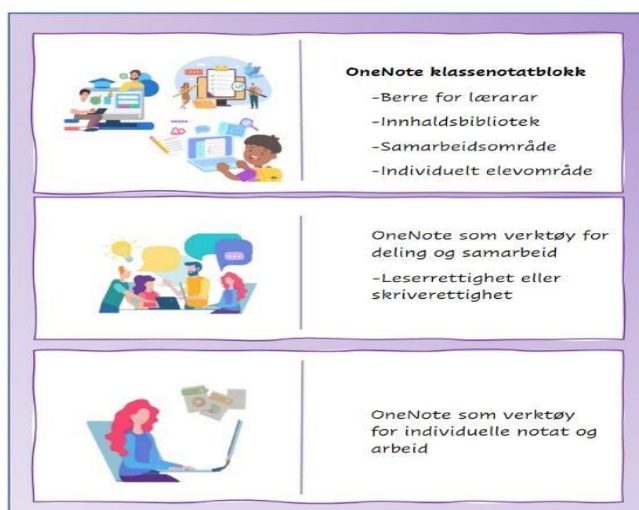 OneNote klassenotatblokk
-Berre for lærarar
-Innhaldsbibliotek
-Samarbeidsområde
-Individuelt elevområde
OneNote som verktøy for
deling og samarbeid
-Leserrettighet eller
skriverettighet
OneNote som verktøy
for individuelle notat og
arbeid